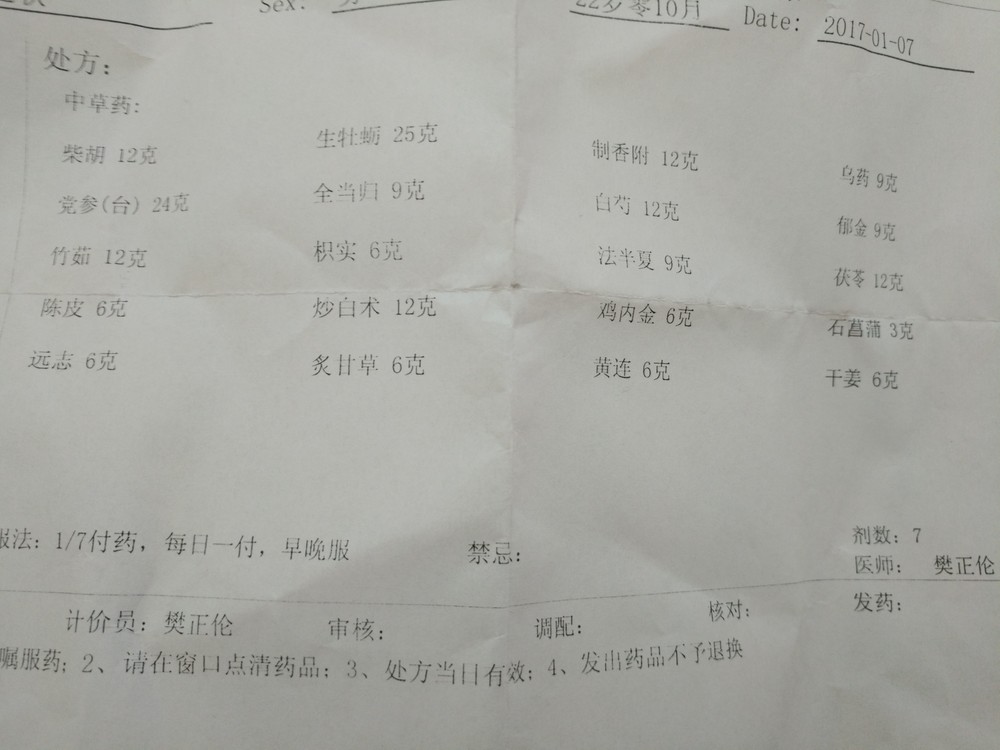 Sex:
22岁零10月 Date: 2017-01-07
处方:
中草药:
柴胡 12克 生牡蛎 25克 制香附 12克 乌药 9克
党参(台) 24克 全当归 9克 白芍 12克 郁金 9克
竹茹 12克 枳实 6克 法半夏 9克 茯苓 12克
陈皮 6克 炒白术 12克 鸡内金 6克 石菖蒲 3克
远志 6克 炙甘草 6克 黄连 6克 干姜 6克
服法: 1/7付药, 每日一付, 早晚服 禁忌: 剂数: 7
医师: 樊正伦
计价员: 樊正伦 审核: 调配: 核对: 发药:
嘱服药; 2、请在窗口点清药品; 3、处方当日有效; 4、发出药品不予退换